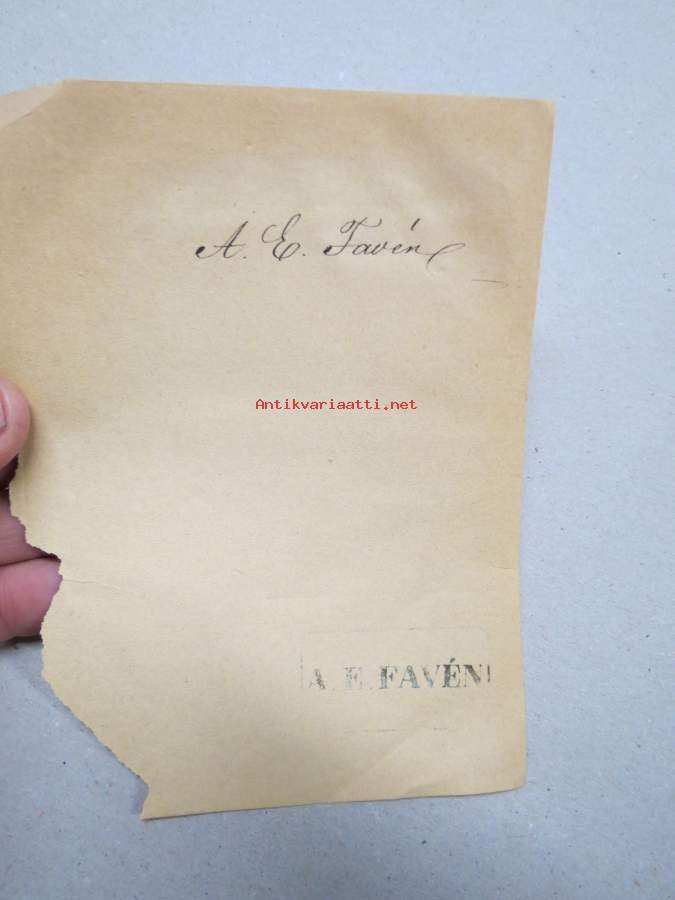 A. E. Favén
Antikvariaatti.net
A. E. FAVÉN